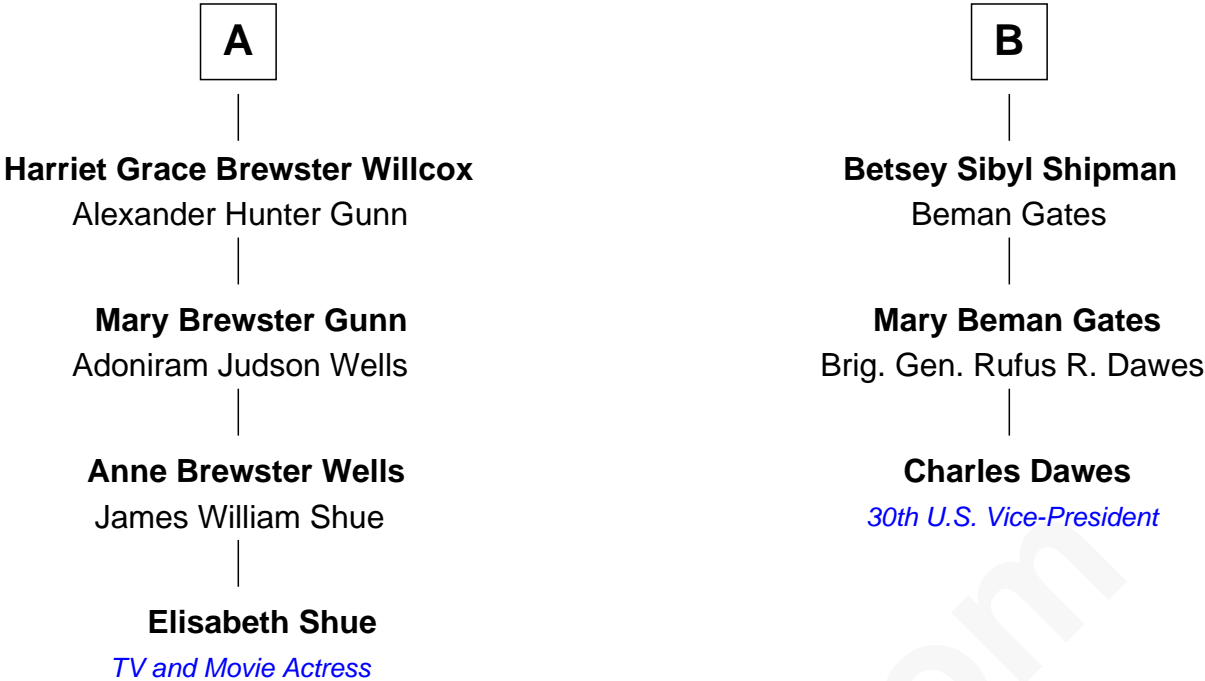 A
Harriet Grace Brewster Willcox
Alexander Hunter Gunn
Mary Brewster Gunn
Adoniram Judson Wells
Anne Brewster Wells
James William Shue
Elisabeth Shue
TV and Movie Actress
B
Betsey Sibyl Shipman
Beman Gates
Mary Beman Gates
Brig. Gen. Rufus R. Dawes
Charles Dawes
30th U.S. Vice-President
om